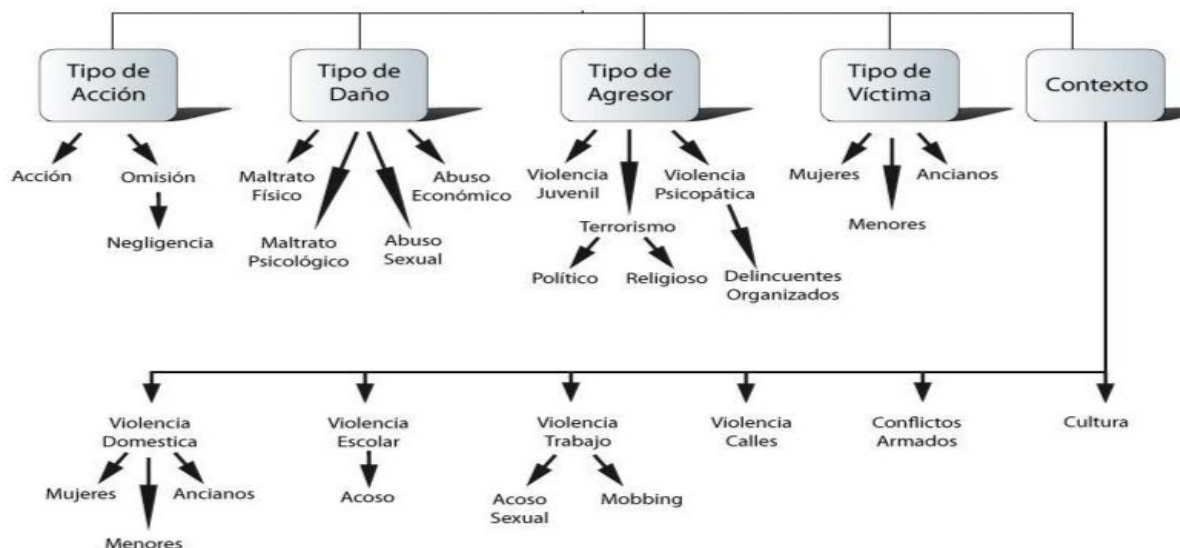 Tipo de
Acción
Tipo de
Daño
Tipo de
Agresor
Tipo de
Víctima
Contexto
Acción
Omisión
Negligencia
Maltrato
Físico
Maltrato
Psicológico
Abuso
Sexual
Abuso
Económico
Violencia
Juvenil
Terrorismo
Político
Religioso
Violencia
Psicopática
Delincuentes
Organizados
Mujeres
Menores
Ancianos
Violencia
Domestica
Mujeres
Menores
Ancianos
Violencia
Escolar
Acoso
Violencia
Trabajo
Acoso
Sexual
Mobbing
Violencia
Calles
Conflictos
Armados
Cultura